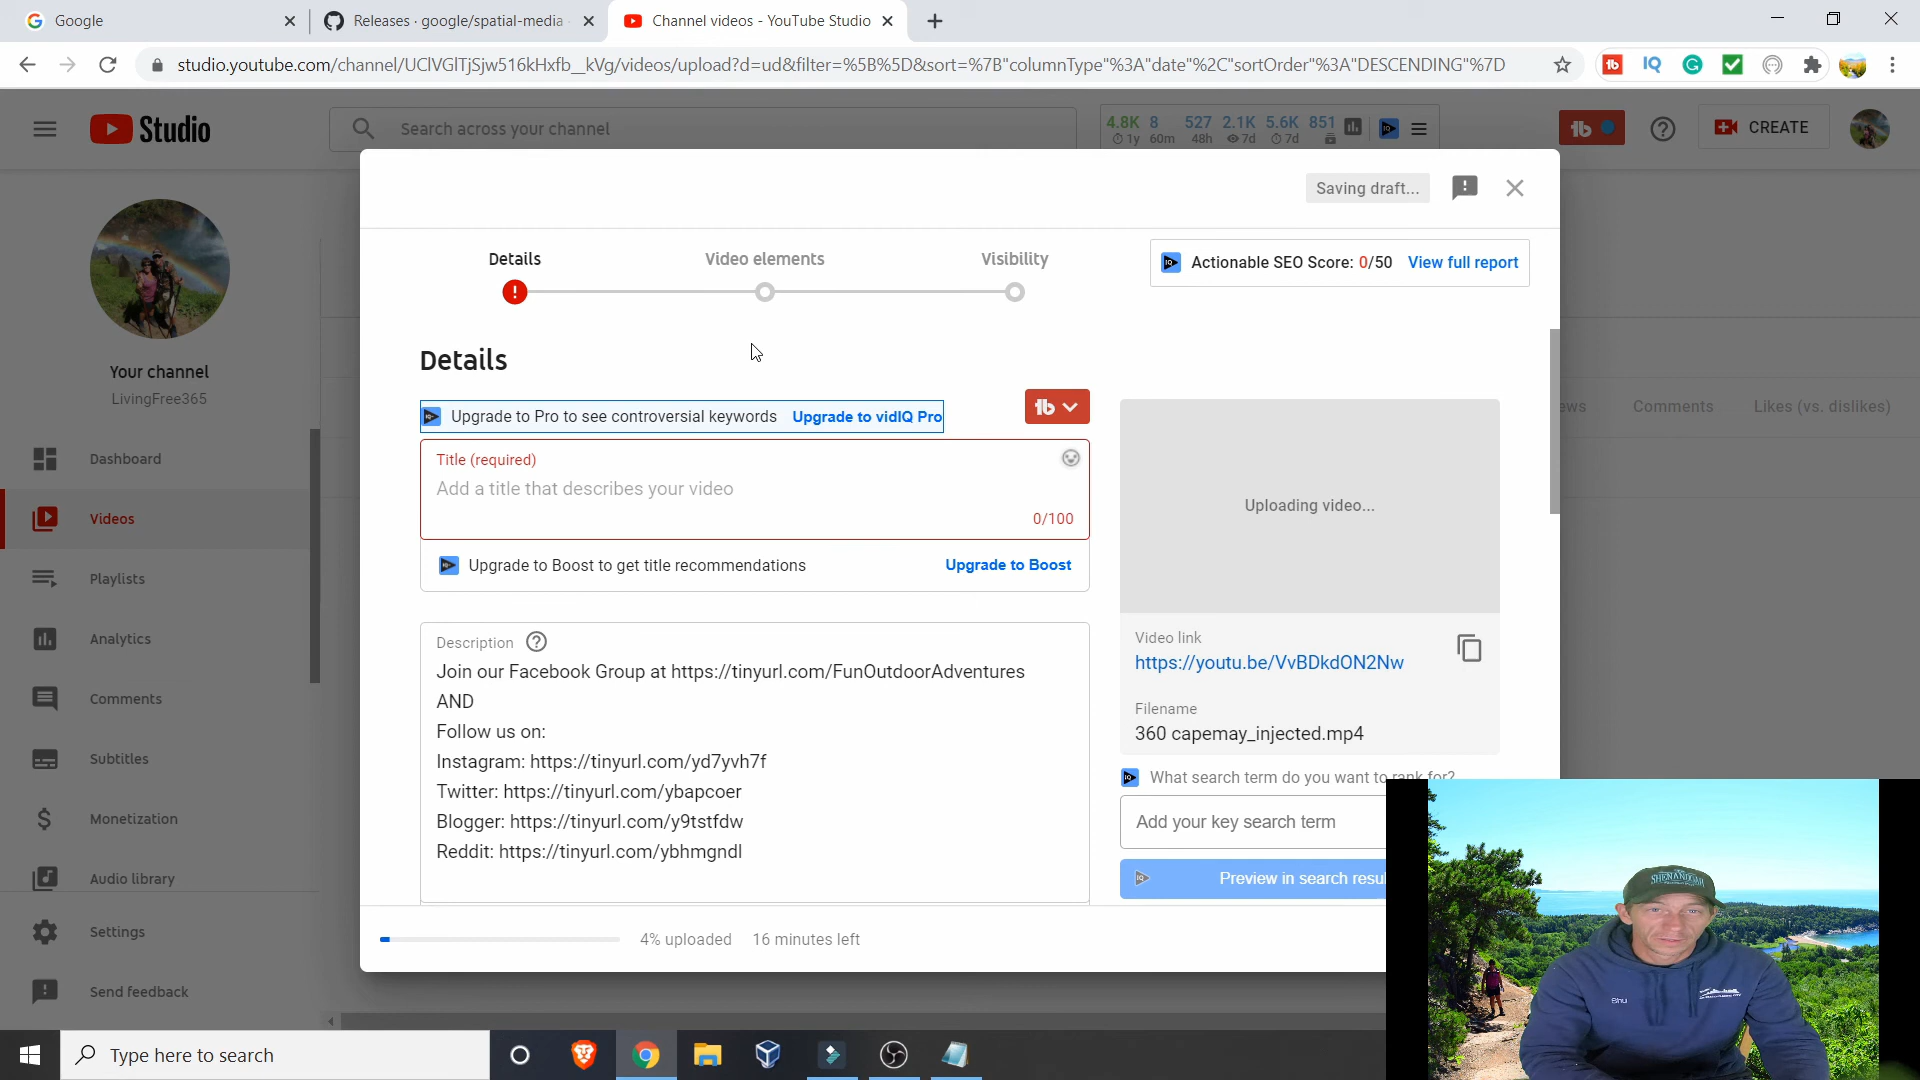 Google
Releases · google/spatial-media
Channel videos - YouTube Studio
studio.youtube.com/channel/UClVGlTjSjw516kHxfb__kVg/videos/upload?d=ud&filter=%5B%5D&sort=%7B"columnType"%3A"date"%2C"sortOrder"%3A"DESCENDING"%7D
Studio
Search across your channel
4.8K 8 527 2.1K 5.6K 851
1y 60m 48h 7d 7d
CREATE
Saving draft...
Details
Video elements
Visibility
Actionable SEO Score: 0/50 View full report
Your channel
LivingFree365
Dashboard
Videos
Playlists
Analytics
Comments
Subtitles
Monetization
Audio library
Settings
Send feedback
Details
Upgrade to Pro to see controversial keywords Upgrade to vidIQ Pro
Title (required)
Add a title that describes your video
0/100
Upgrade to Boost to get title recommendations Upgrade to Boost
Description
Join our Facebook Group at https://tinyurl.com/FunOutdoorAdventures
AND
Follow us on:
Instagram: https://tinyurl.com/yd7yvh7f
Twitter: https://tinyurl.com/ybapcoer
Blogger: https://tinyurl.com/y9tstfdw
Reddit: https://tinyurl.com/ybhmgndl
Uploading video...
Video link
https://youtu.be/VvBDkdON2Nw
Filename
360 capemay_injected.mp4
What search term do you want to rank for?
Add your key search term
Preview in search resul
ews Comments Likes (vs. dislikes)
4% uploaded 16 minutes left
SHENANDOAH
Type here to search